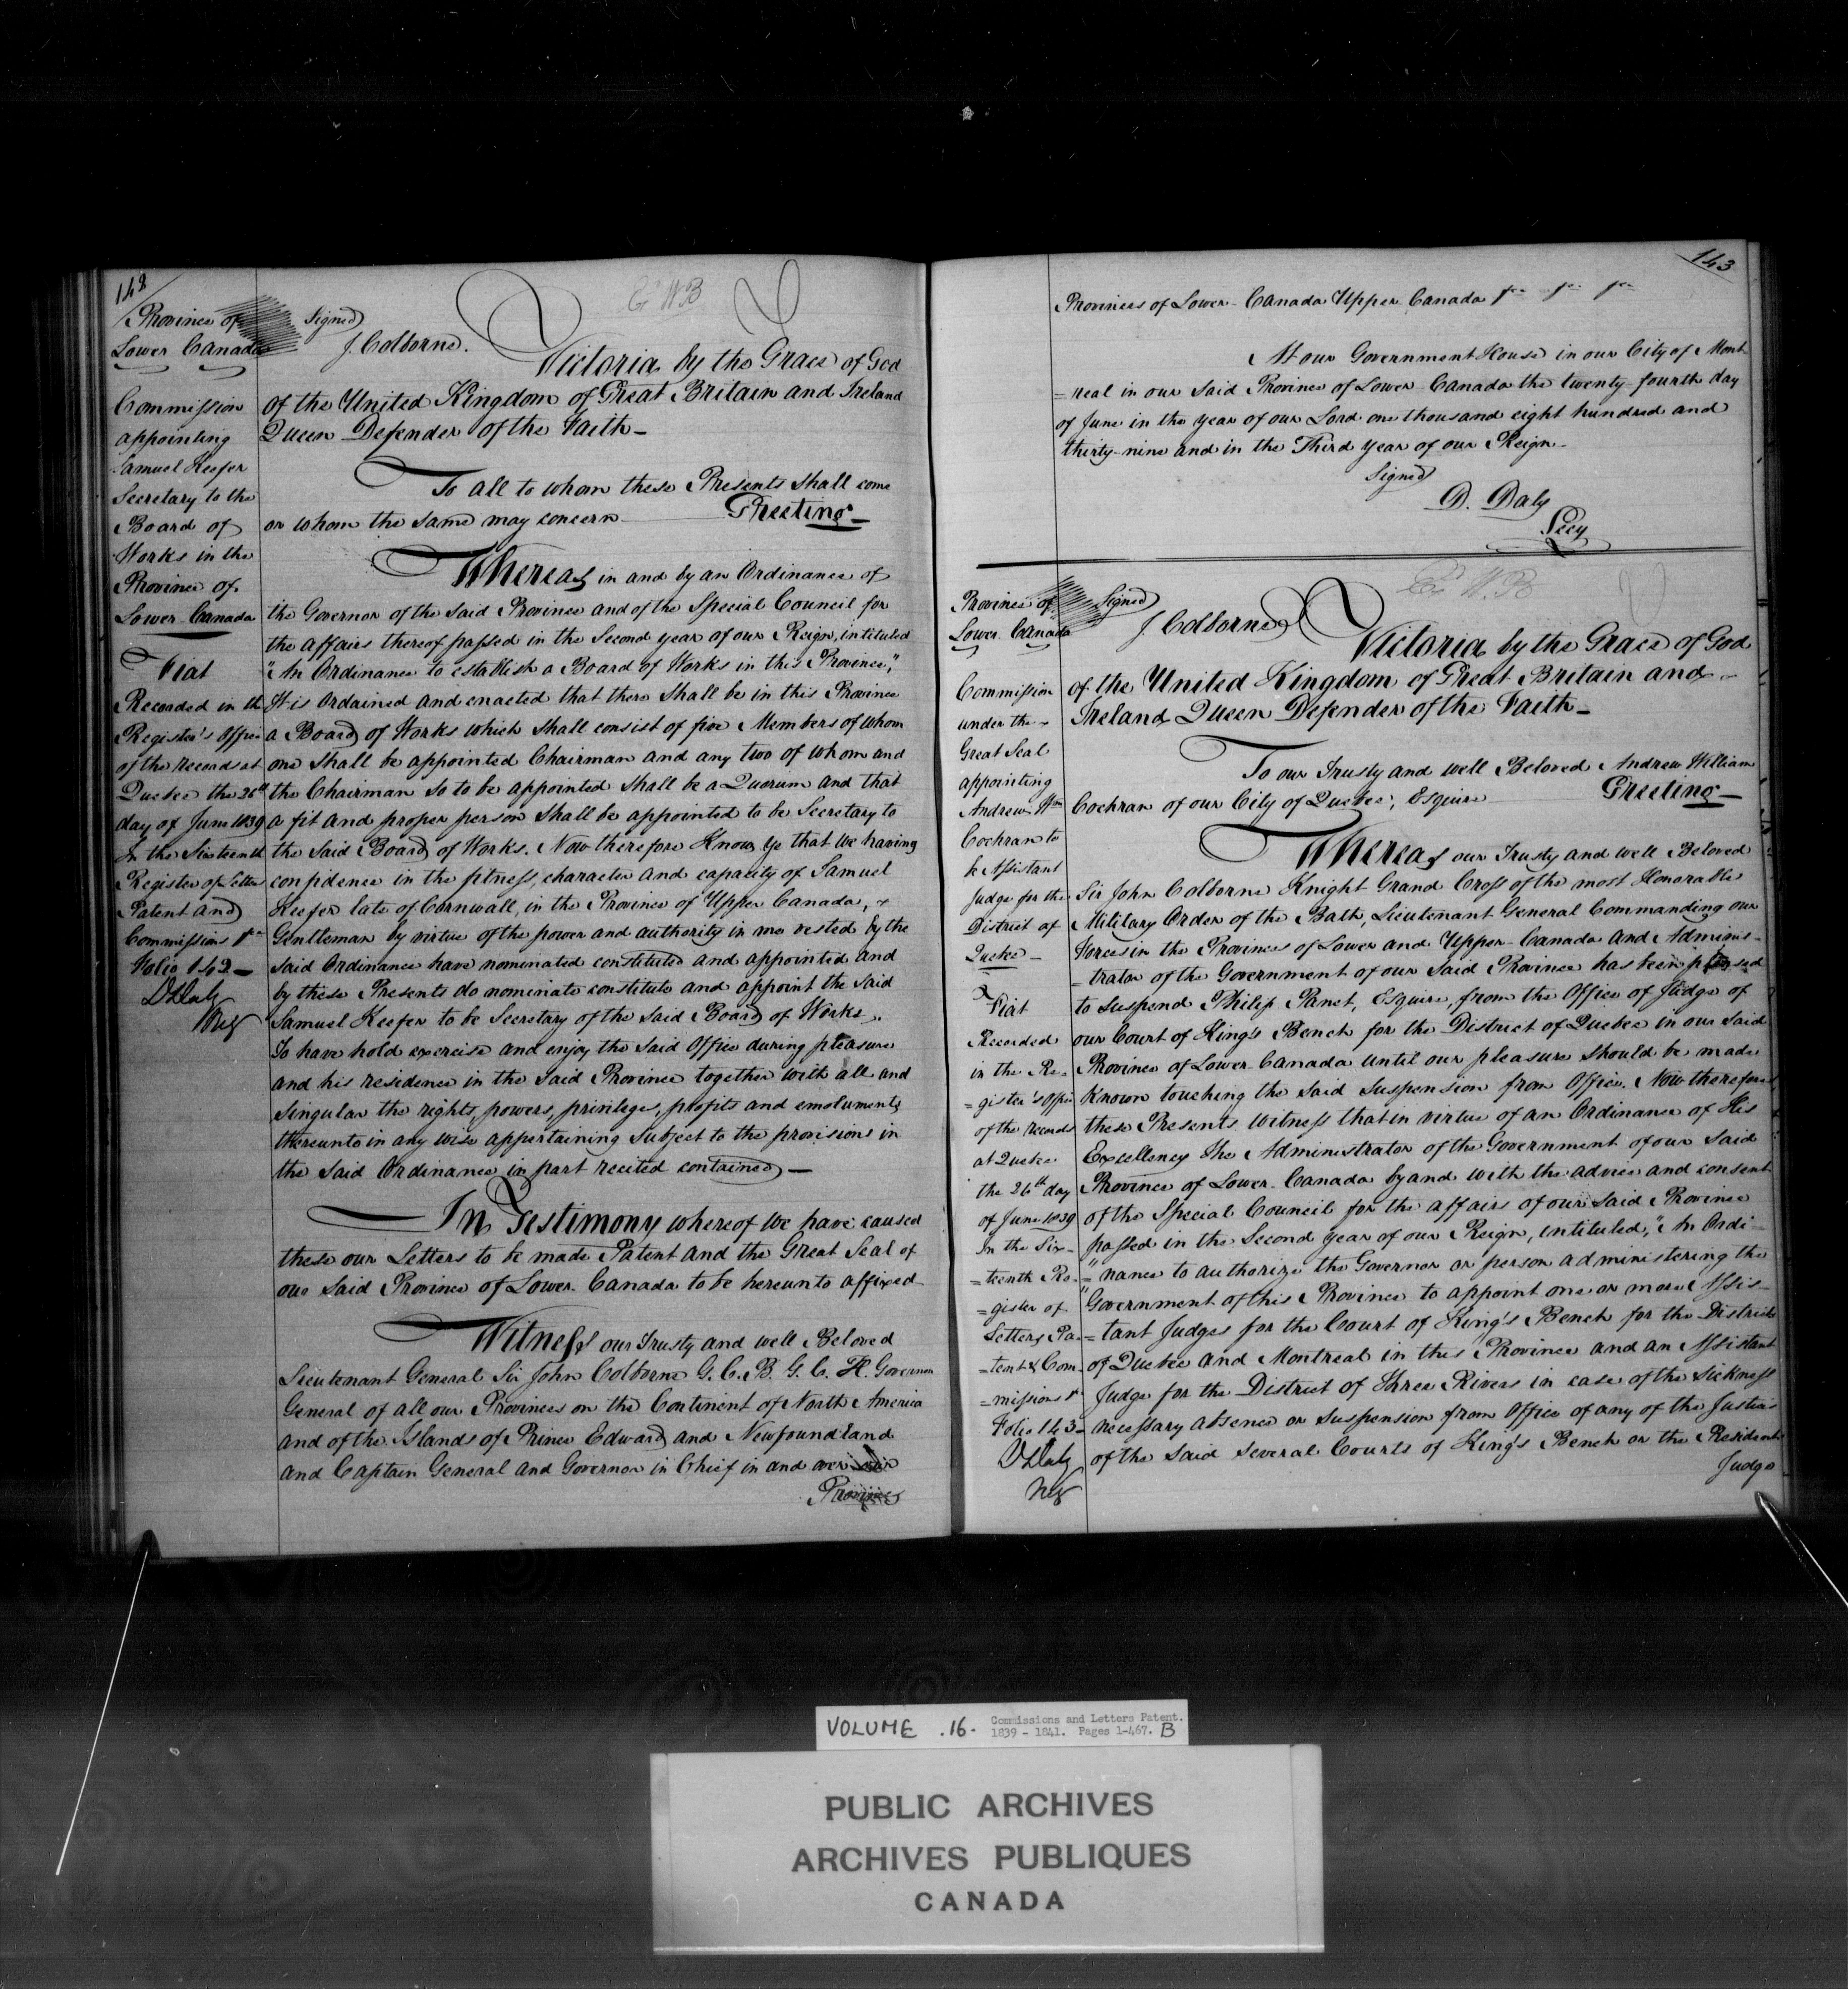 142
Province of
Lower Canada
Commission
appointing
Samuel Keefer
Secretary to the
Board of
Works in the
Province of
Lower Canada
Fiat
Recorded in the
Register's Office
of the Record at
Quebec the 26th
day of June 1839
In the Sixteenth
Register of Letters
Patent and
Commissions &c
Folio 142 –
D Daly
Reg
Signed
J. Colborne.
Victoria by the Grace of God
of the United Kingdom of Great Britain and Ireland
Queen Defender of the Faith –
To all to whom these Presents shall come
or whom the same may concern Greeting –
Whereas in and by an Ordinance of
the Governor of the said Province and of the Special Council for
the affairs thereof passed in the Second year of our Reign, intituled
"An Ordinance to establish a Board of Works in this Province",
It is Ordained and enacted that there shall be in this Province
a Board of Works which shall consist of five Members of whom
one shall be appointed Chairman and any two of whom and
the Chairman so to be appointed shall be a Quorum and that
a fit and proper person shall be appointed to be Secretary to
the said Board of Works. Now therefore Know Ye that We having
confidence in the fitness, character and capacity of Samuel
Keefer late of Cornwall, in the Province of Upper Canada,
Gentleman by virtue of the power and authority in me vested by the
said Ordinance have nominated constituted and appointed and
by these Presents do nominate constitute and appoint the said
Samuel Keefer to be Secretary of the said Board of Works.
To have hold exercise and enjoy the said Office during pleasure
and his residence in the said Province together with all and
singular the rights, powers, privileges, profits and emoluments
thereunto in any wise appertaining subject to the provisions in
the said Ordinance in part recited contained –
In Testimony whereof We have caused
these our Letters to be made Patent and the Great Seal of
our said Province of Lower Canada to be hereunto affixed
Witness our Trusty and well Beloved
Lieutenant General Sir John Colborne G. C. B. G. C. H. Governor
General of all our Provinces on the Continent of North America
and of the Islands of Prince Edward and Newfoundland
and Captain General and Governor in Chief in and over our
Provinces
143
Provinces of Lower Canada Upper Canada &c &c &c
At our Government House in our City of Mont
=real in our said Province of Lower Canada the twenty fourth day
of June in the year of our Lord one thousand eight hundred and
thirty-nine and in the Third year of our Reign –
Signed
D. Daly
Secy
Province of
Lower Canada
Commission
under the –
Great Seal
appointing
Andrew Wm
Cochran to
be Assistant
Judge for the
District of
Quebec –
Fiat
Recorded
in the Re-
=gister's Office
of the Records
at Quebec
the 26th day
of June 1839
In the Six-
=teenth Re-
=gister of
Letters Pa-
=tent & Com-
=missions &c
Folio 143 –
D Daly
Reg
Signed
J. Colborne
Victoria by the Grace of God
of the United Kingdom of Great Britain and
Ireland Queen Defender of the Faith –
To our Trusty and well Beloved Andrew William
Cochran of our City of Quebec, Esquire Greeting –
Whereas our Trusty and well Beloved
Sir John Colborne Knight Grand Cross of the most Honorable
Military Order of the Bath, Lieutenant General Commanding our
Forces in the Provinces of Lower and Upper Canada and Adminis-
=trator of the Government of our said Province has been pleased
to suspend Philip Panet, Esquire, from the Office of Judge of
our Court of King's Bench for the District of Quebec in our said
Province of Lower Canada until our pleasure should be made
known touching the said suspension from Office. Now therefore
these Presents Witness that in virtue of an Ordinance of His
Excellency the Administrator of the Government of our said
Province of Lower Canada by and with the advice and consent
of the Special Council for the affairs of our said Province
passed in the Second year of our Reign, intituled, "An Ordi-
="nance to authorize the Governor or person administering the
"Government of this Province to appoint one or more Assis-
=tant Judges for the Court of King's Bench for the Districts
of Quebec and Montreal in this Province and an Assistant
Judge for the District of Three Rivers in case of the sickness
necessary absence or suspension from Office of any of the Justices
of the said several Courts of King's Bench or the Resident
Judge
VOLUME .16. Commissions and Letters Patent.
1839 - 1841. Pages 1-467. B
PUBLIC ARCHIVES
ARCHIVES PUBLIQUES
CANADA